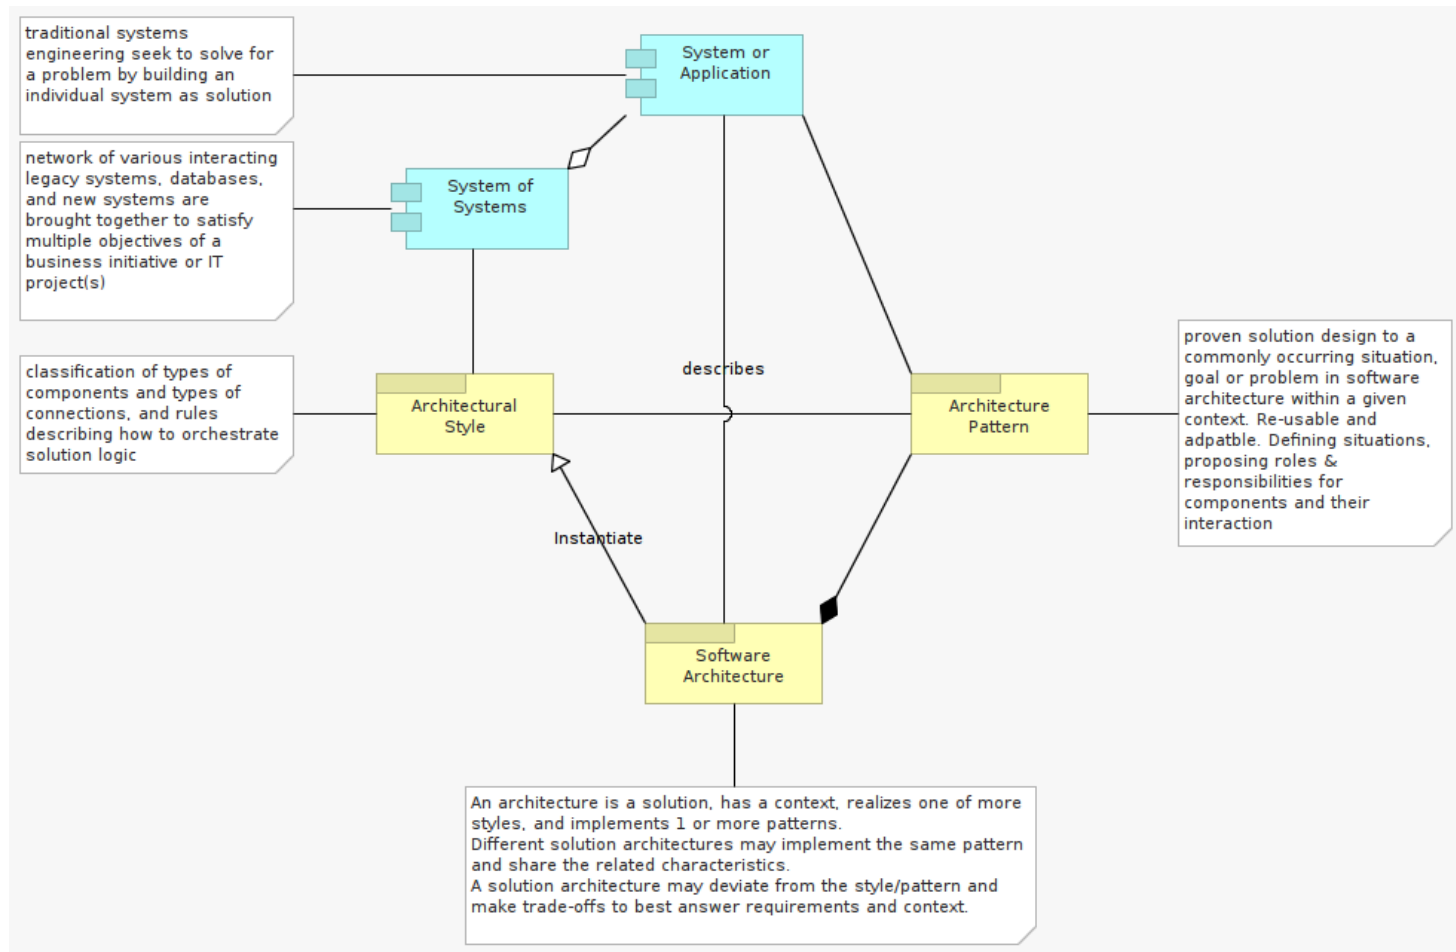 traditional systems
engineering seek to solve for
a problem by building an
individual system as solution
System or
Application
network of various interacting
legacy systems, databases,
and new systems are
brought together to satisfy
multiple objectives of a
business initiative or IT
project(s)
System of
Systems
classification of types of
components and types of
connections, and rules
describing how to orchestrate
solution logic
Architectural
Style
describes
Architecture
Pattern
proven solution design to a
commonly occurring situation,
goal or problem in software
architecture within a given
context. Re-usable and
adpatble. Defining situations,
proposing roles &
responsibilities for
components and their
interaction
Instantiate
Software
Architecture
An architecture is a solution, has a context, realizes one of more
styles, and implements 1 or more patterns.
Different solution architectures may implement the same pattern
and share the related characteristics.
A solution architecture may deviate from the style/pattern and
make trade-offs to best answer requirements and context.